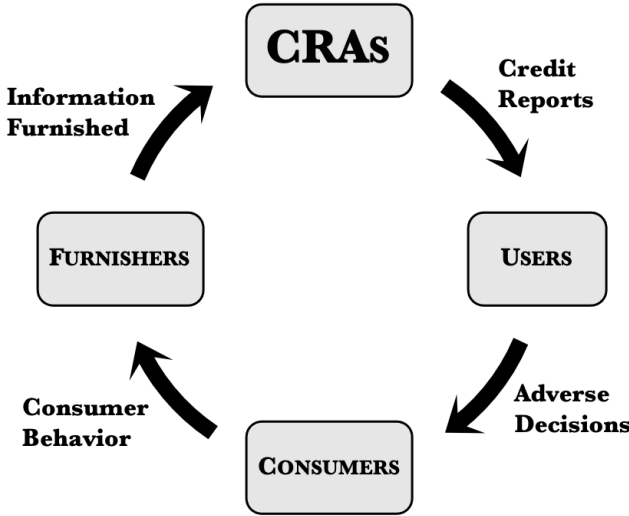 CRAs
Credit
Reports
Information
Furnished
FURNISHERS
USERS
Adverse
Decisions
Consumer
Behavior
CONSUMERS